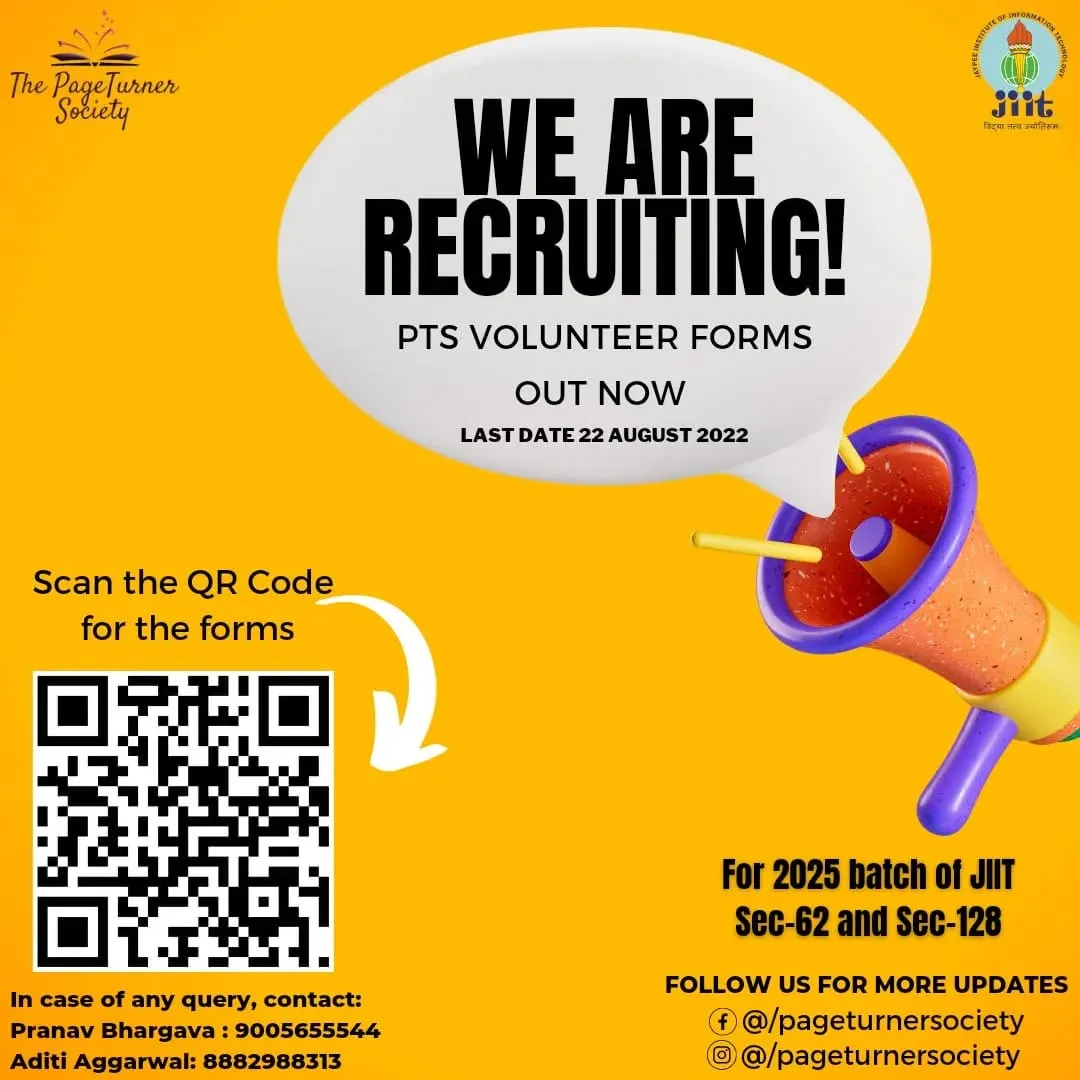 The PageTurner
Society
JAYPEE INSTITUTE OF INFORMATION TECHNOLOGY
jiit
विद्या तत्व ज्योतिसमः
WE ARE
RECRUITING!
PTS VOLUNTEER FORMS
OUT NOW
LAST DATE 22 AUGUST 2022
Scan the QR Code
for the forms
For 2025 batch of JIIT
Sec-62 and Sec-128
In case of any query, contact:
Pranav Bhargava : 9005655544
Aditi Aggarwal: 8882988313
FOLLOW US FOR MORE UPDATES
@/pageturnersociety
@/pageturnersociety